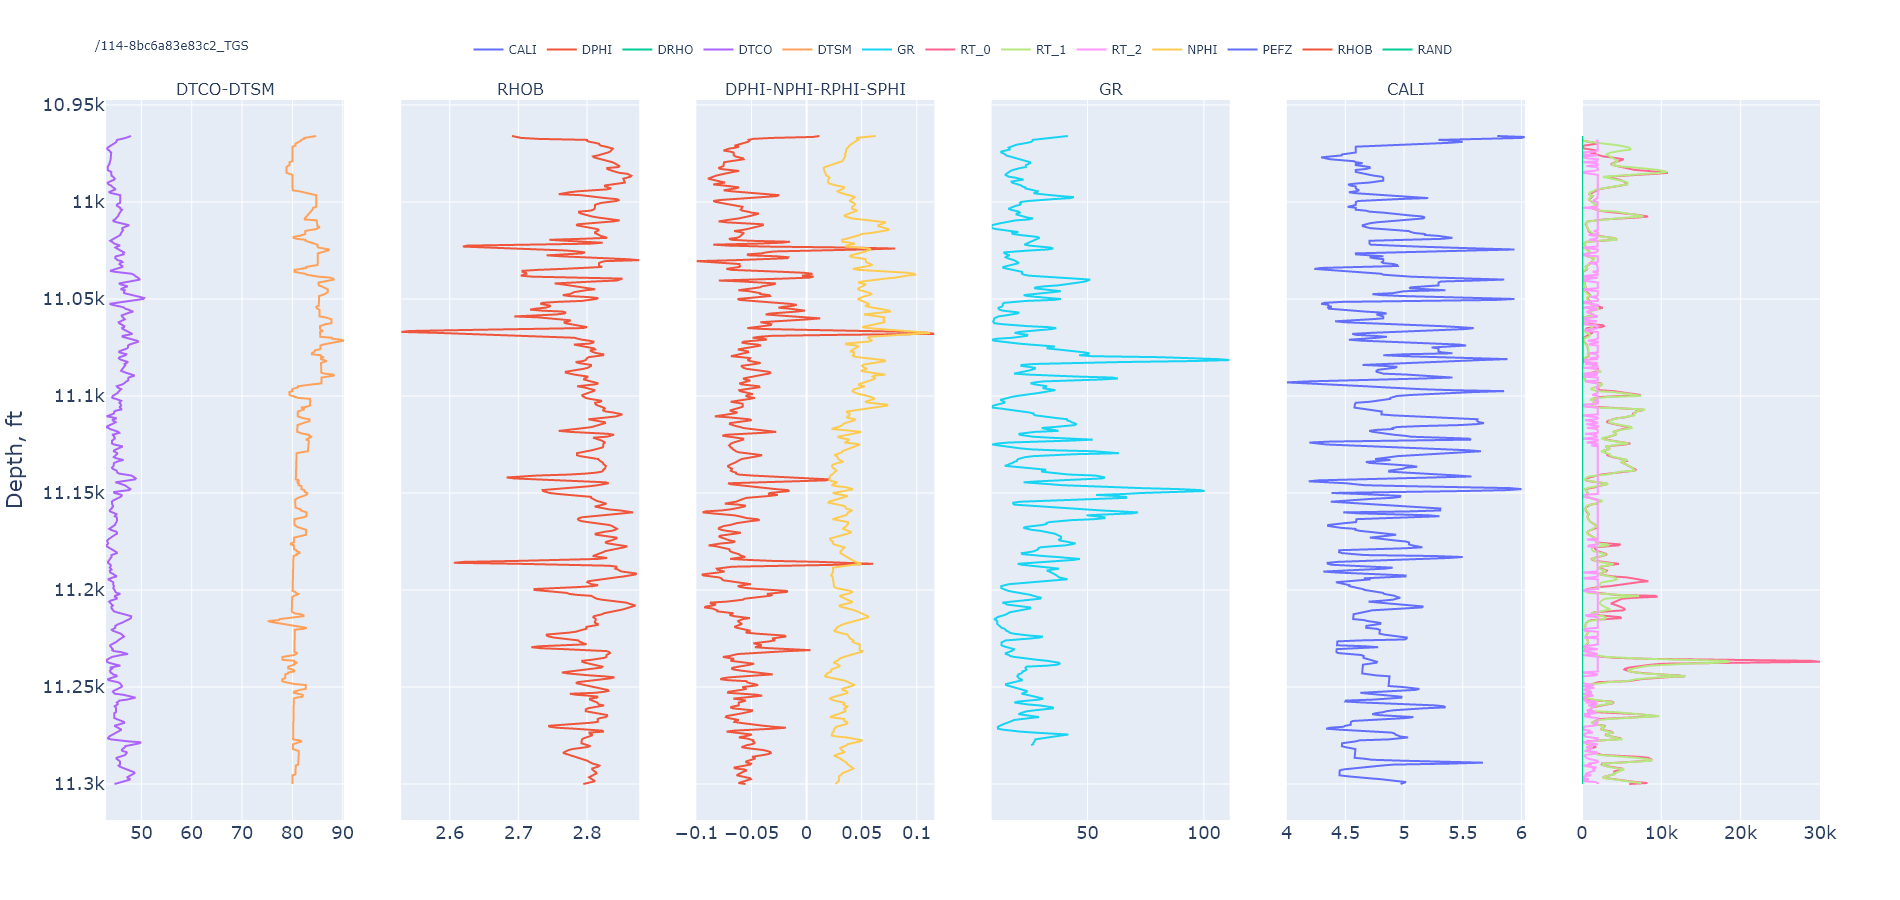 /114-8bc6a83e83c2_TGS
CALI DPHI DRHO DTCO DTSM GR RT_0 RT_1 RT_2 NPHI PEFZ RHOB RAND
DTCO-DTSM RHOB DPHI-NPHI-RPHI-SPHI GR CALI
Depth, ft
10.95k
11k
11.05k
11.1k
11.15k
11.2k
11.25k
11.3k
50 60 70 80 90 2.6 2.7 2.8 −0.1 −0.05 0 0.05 0.1 50 100 4 4.5 5 5.5 6 0 10k 20k 30k